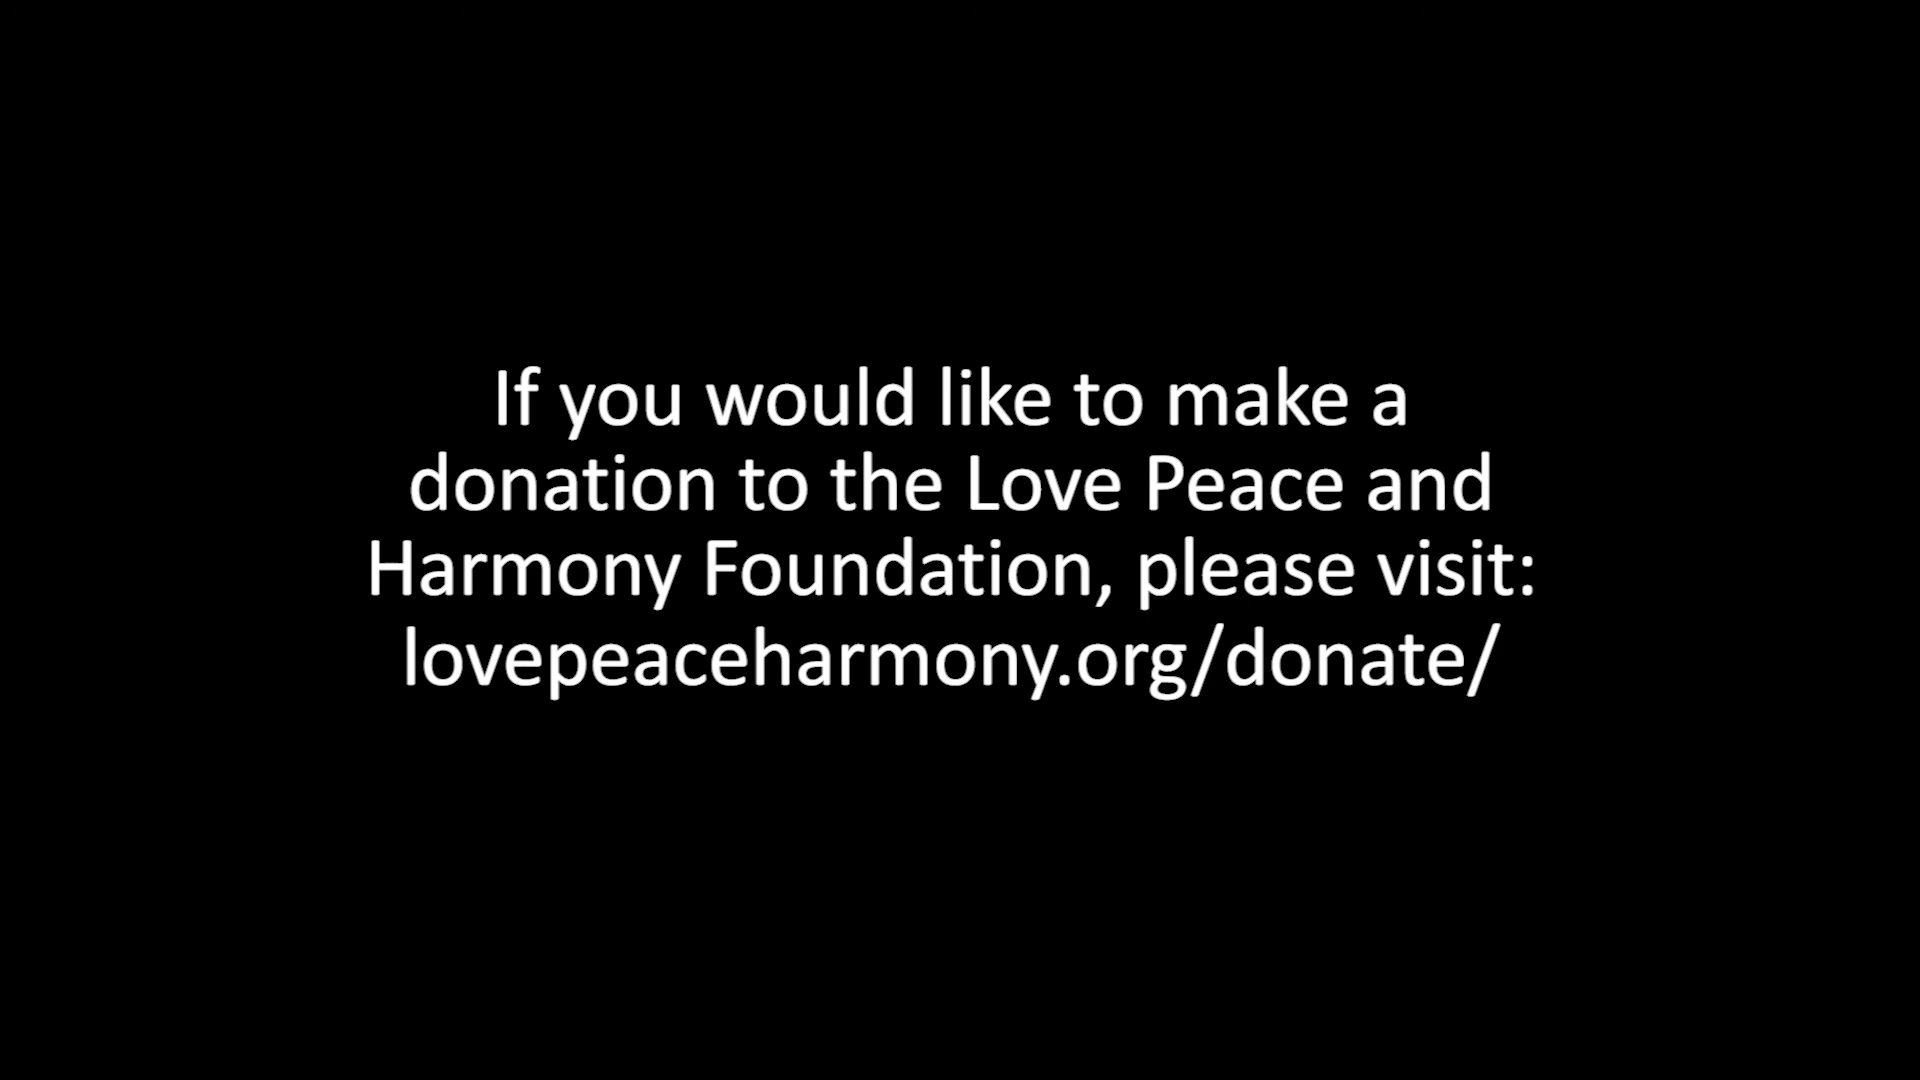 If you would like to make a
donation to the Love Peace and
Harmony Foundation, please visit:
lovepeaceharmony.org/donate/